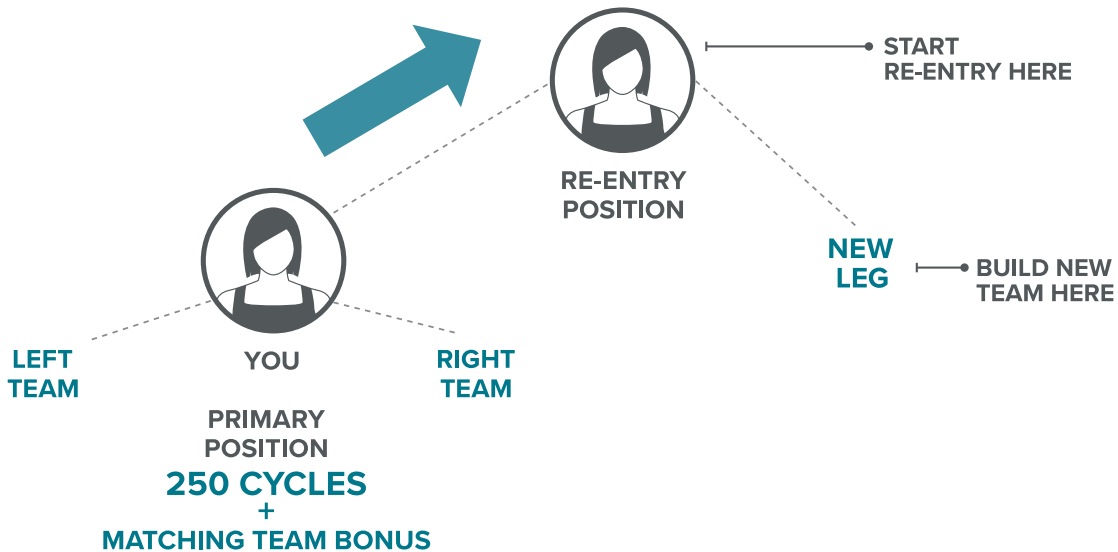 START
RE-ENTRY HERE
RE-ENTRY
POSITION
NEW
LEG
BUILD NEW
TEAM HERE
LEFT
TEAM
YOU
RIGHT
TEAM
PRIMARY
POSITION
250 CYCLES
+
MATCHING TEAM BONUS